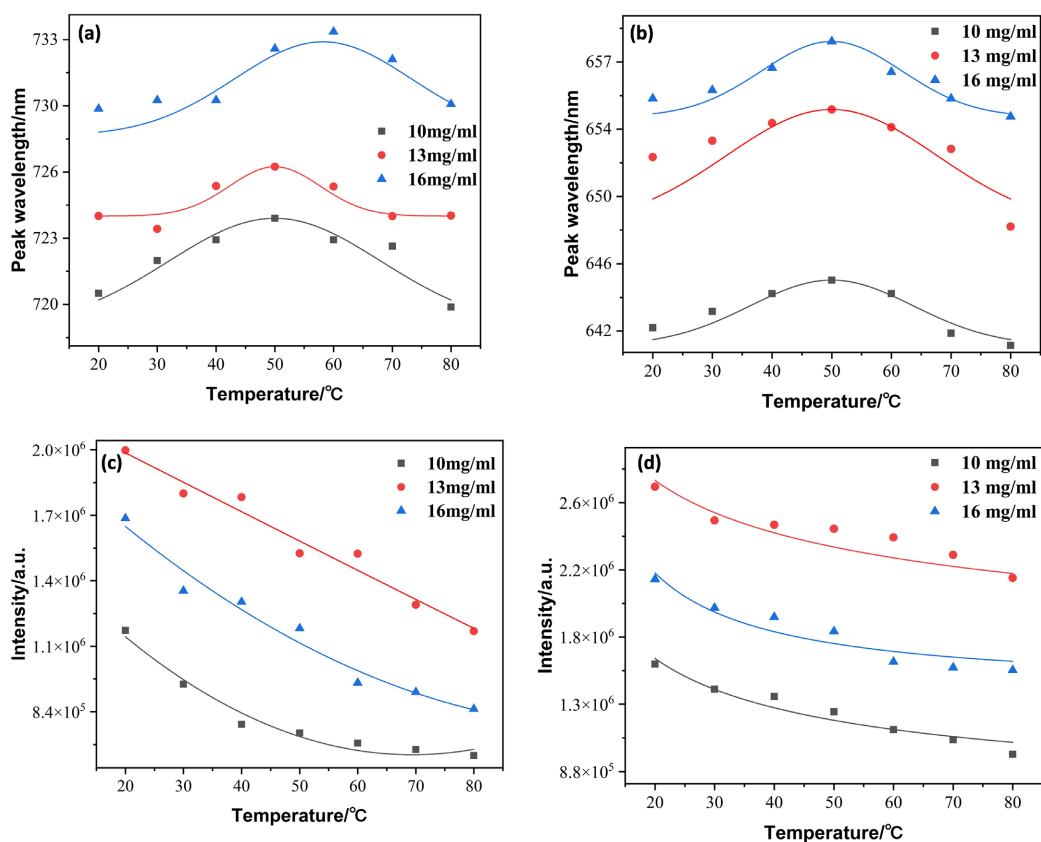 (a)
733
730
726
723
720
Peak wavelength/nm
10mg/ml
13mg/ml
16mg/ml
20 30 40 50 60 70 80
Temperature/℃
(b)
657
654
650
646
642
Peak wavelength/nm
10 mg/ml
13 mg/ml
16 mg/ml
20 30 40 50 60 70 80
Temperature/℃
(c)
2.0×10⁶
1.7×10⁶
1.4×10⁶
1.1×10⁶
8.4×10⁵
Intensity/a.u.
10mg/ml
13mg/ml
16mg/ml
20 30 40 50 60 70 80
Temperature/℃
(d)
2.6×10⁶
2.2×10⁶
1.8×10⁶
1.3×10⁶
8.8×10⁵
Intensity/a.u.
10 mg/ml
13 mg/ml
16 mg/ml
20 30 40 50 60 70 80
Temperature/℃